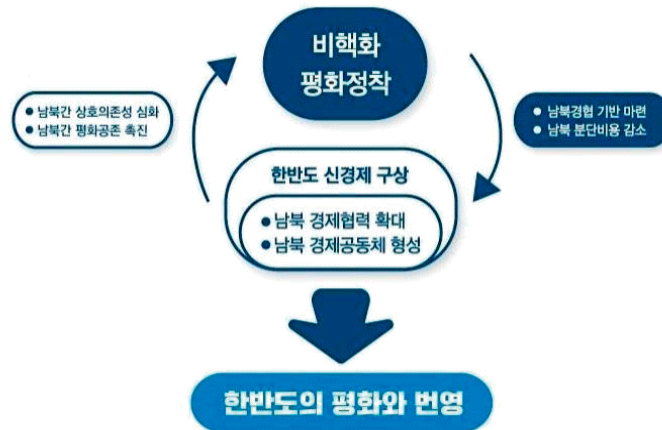 비핵화
평화정착
● 남북간 상호의존성 심화
● 남북간 평화공존 촉진
● 남북경협 기반 마련
● 남북 분단비용 감소
한반도 신경제 구상
● 남북 경제협력 확대
● 남북 경제공동체 형성
한반도의 평화와 번영